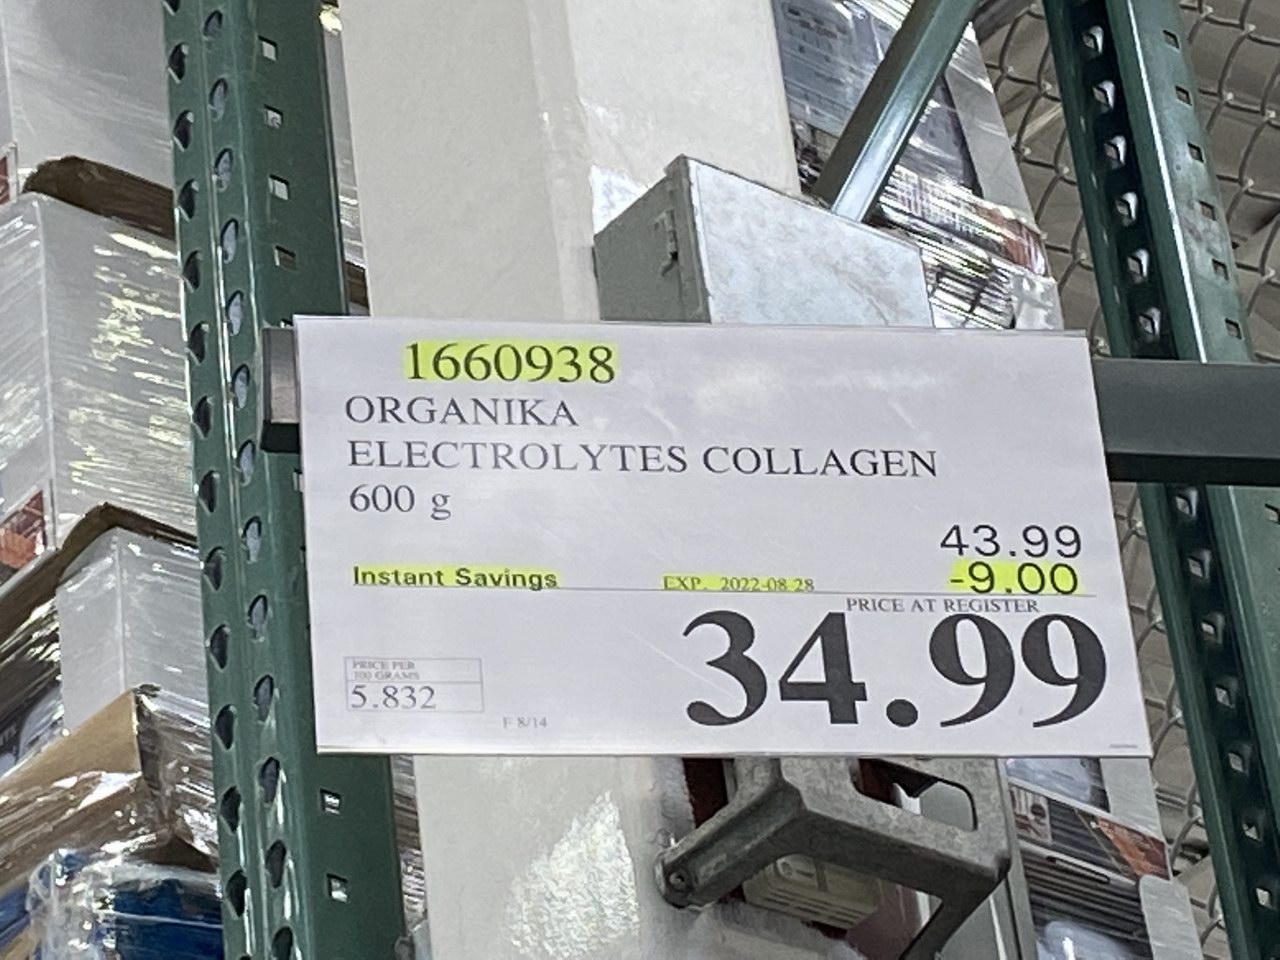 1660938
ORGANIKA
ELECTROLYTES COLLAGEN
600 g
43.99
Instant Savings EXP. 2022-08-28 -9.00
PRICE AT REGISTER
34.99
PRICE PER
100 GRAMS
5.832
F 8/14